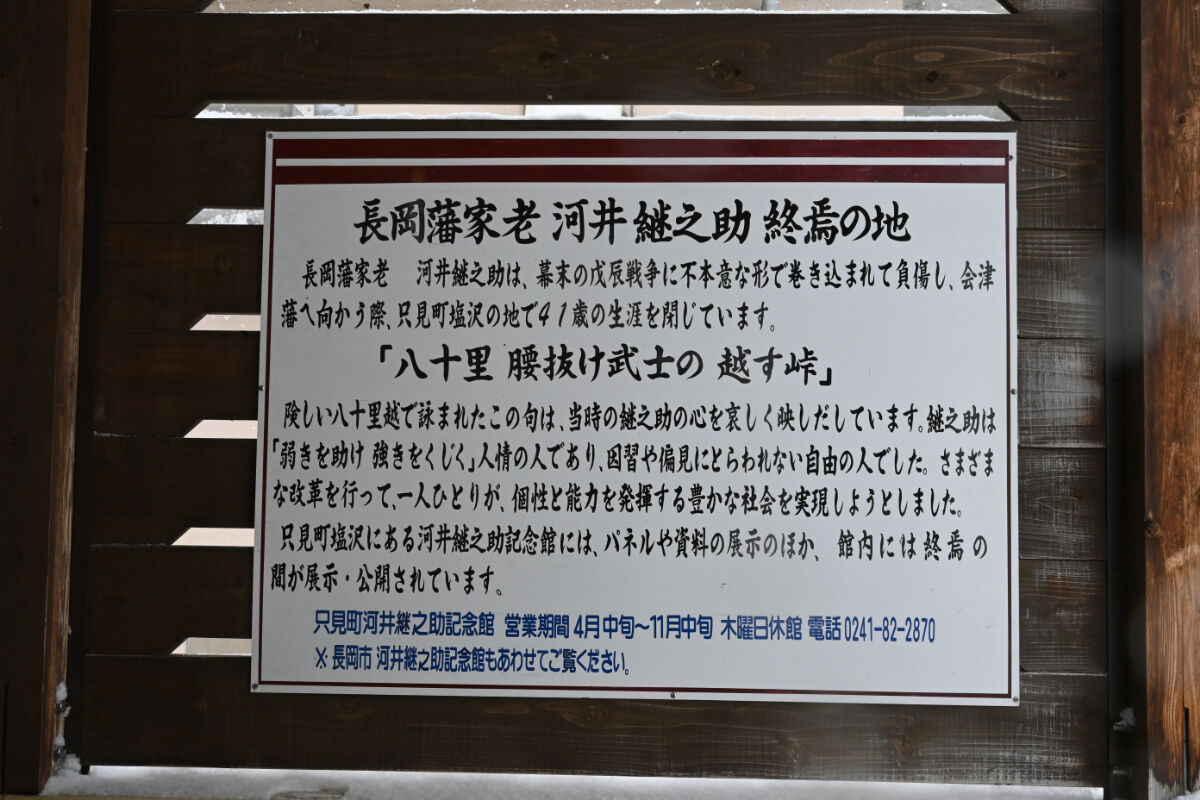 長岡藩家老 河井継之助 終焉の地
長岡藩家老 河井継之助は、幕末の戊辰戦争に不本意な形で巻き込まれて負傷し、会津
藩へ向かう際、只見町塩沢の地で41歳の生涯を閉じています。
「八十里 腰抜け武士の 越す峠」
険しい八十里越で詠まれたこの句は、当時の継之助の心を哀しく映しだしています。継之助は
「弱きを助け 強きをくじく」人情の人であり、因習や偏見にとらわれない自由の人でした。さまざま
な改革を行って、一人ひとりが、個性と能力を発揮する豊かな社会を実現しようとしました。
只見町塩沢にある河井継之助記念館には、パネルや資料の展示のほか、館内には終焉の
間が展示・公開されています。
只見町河井継之助記念館 営業期間 4月中旬～11月中旬 木曜日休館 電話 0241-82-2870
※長岡市 河井継之助記念館もあわせてご覧ください。